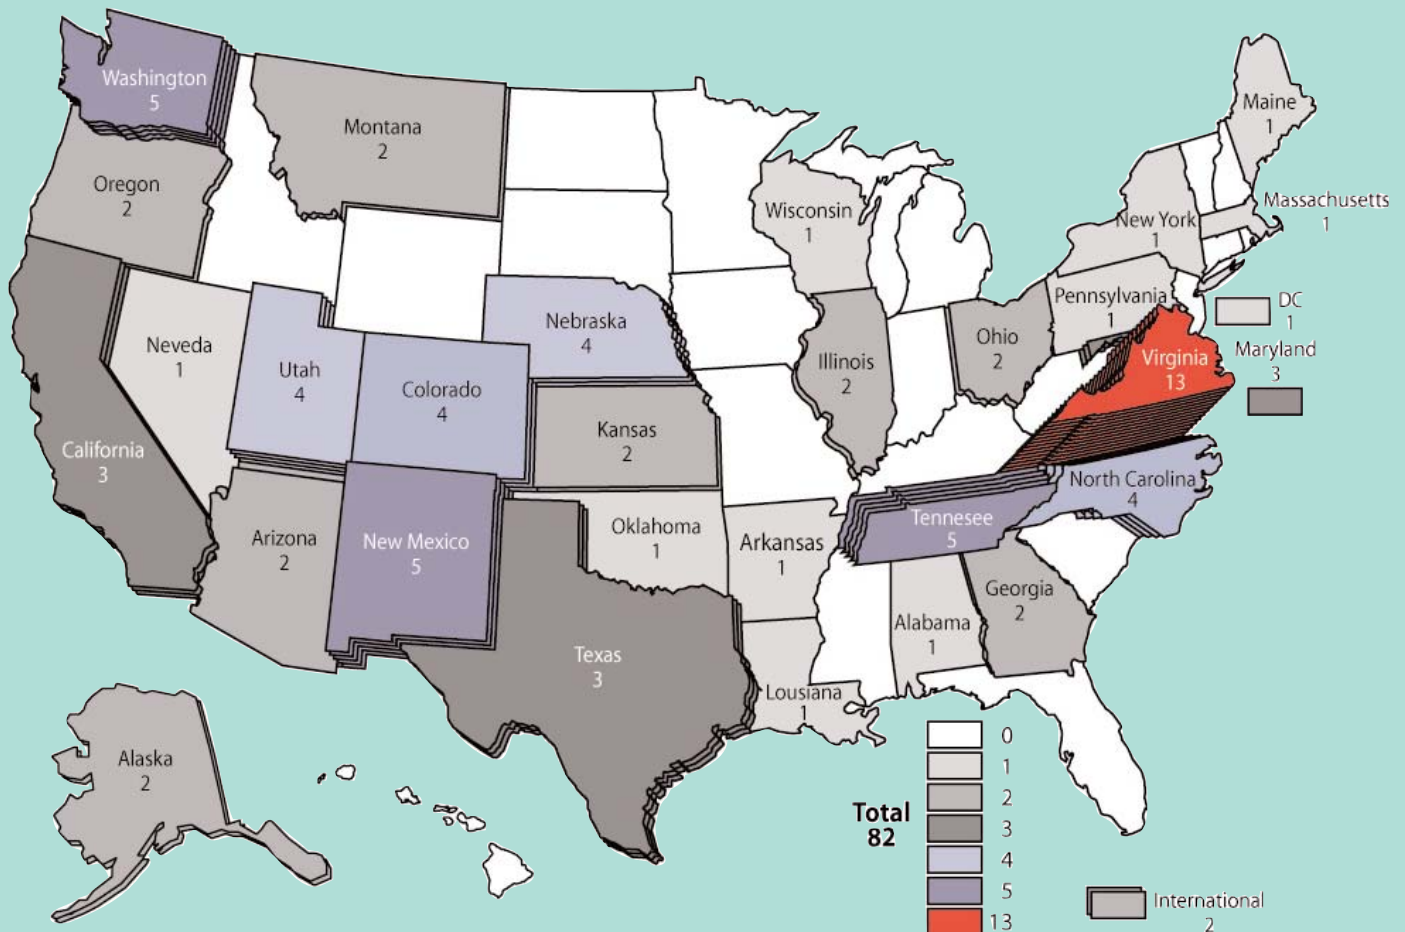 Washington
5
Montana
2
Oregon
2
Maine
1
Wisconsin
1
New York
1
Massachusetts
1
Pennsylvania
1
DC
1
Nebraska
4
Neveda
1
Ohio
2
Illinois
2
Virginia
13
Maryland
3
Utah
4
Colorado
4
Kansas
2
California
3
North Carolina
4
Tennesee
5
Oklahoma
1
Arkansas
1
Arizona
2
New Mexico
5
Georgia
2
Alabama
1
Texas
3
Lousiana
1
Alaska
2
Total
82
0
1
2
3
4
5
13
International
2